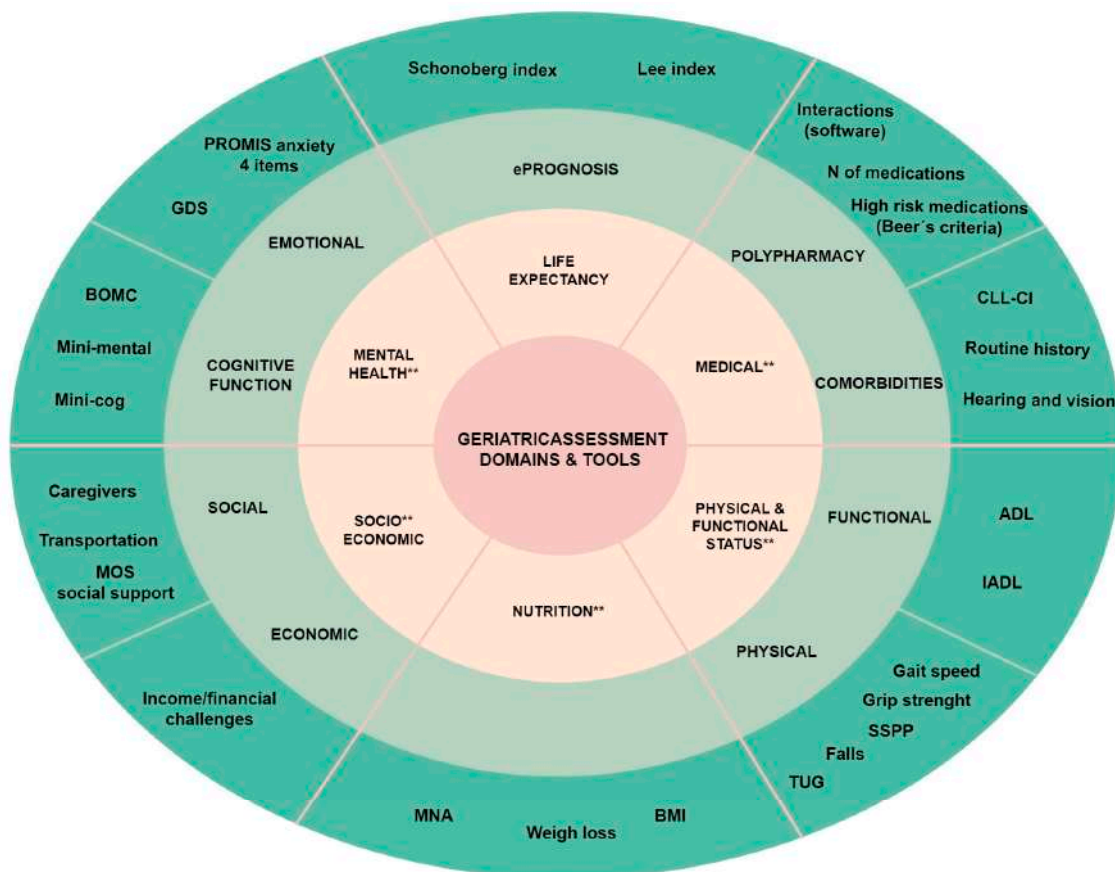 Schonoberg index
Lee index
Interactions
(software)
N of medications
High risk medications
(Beer´s criteria)
PROMIS anxiety
4 items
GDS
ePROGNOSIS
EMOTIONAL
POLYPHARMACY
LIFE
EXPECTANCY
BOMC
Mini-mental
Mini-cog
COGNITIVE
FUNCTION
MENTAL
HEALTH**
MEDICAL**
COMORBIDITIES
CLL-CI
Routine history
Hearing and vision
GERIATRICASSESSMENT
DOMAINS & TOOLS
Caregivers
Transportation
MOS
social support
SOCIAL
SOCIO**
ECONOMIC
PHYSICAL &
FUNCTIONAL
STATUS**
FUNCTIONAL
ADL
IADL
NUTRITION**
ECONOMIC
PHYSICAL
Income/financial
challenges
Gait speed
Grip strenght
SSPP
Falls
TUG
MNA
Weigh loss
BMI